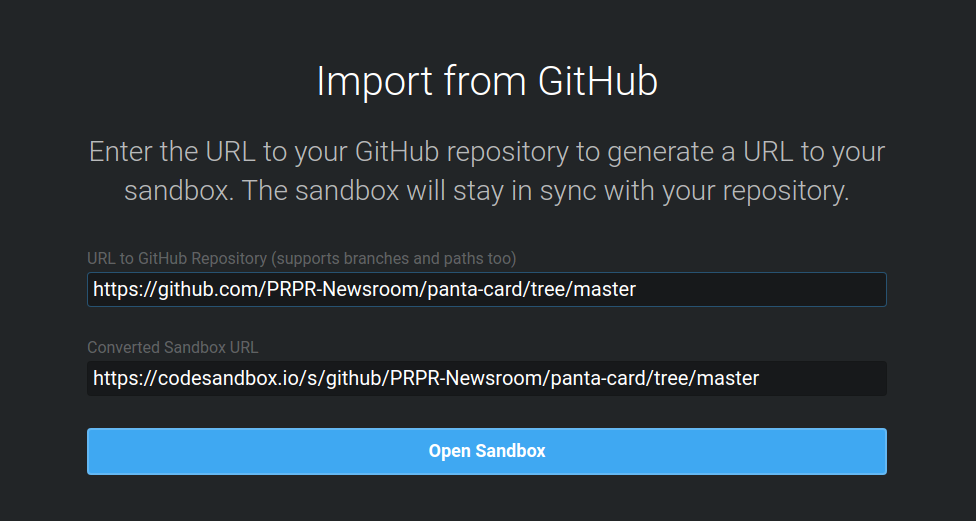 Import from GitHub
Enter the URL to your GitHub repository to generate a URL to your
sandbox. The sandbox will stay in sync with your repository.
URL to GitHub Repository (supports branches and paths too)
https://github.com/PRPR-Newsroom/panta-card/tree/master
Converted Sandbox URL
https://codesandbox.io/s/github/PRPR-Newsroom/panta-card/tree/master
Open Sandbox